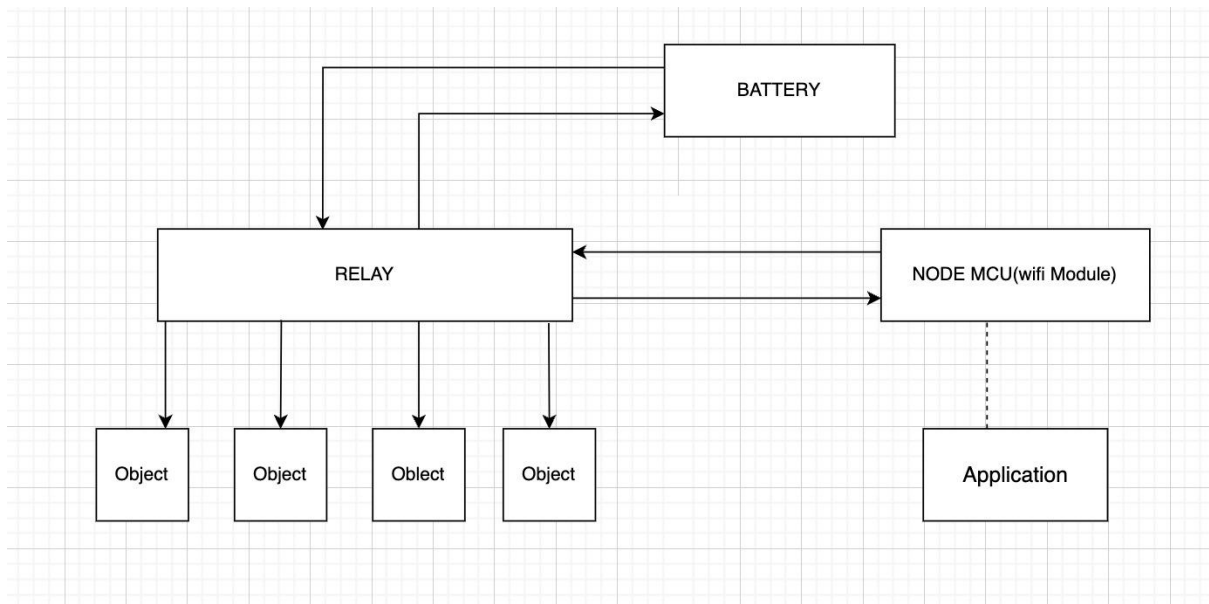 BATTERY
RELAY
NODE MCU(wifi Module)
Object
Object
Oblect
Object
Application